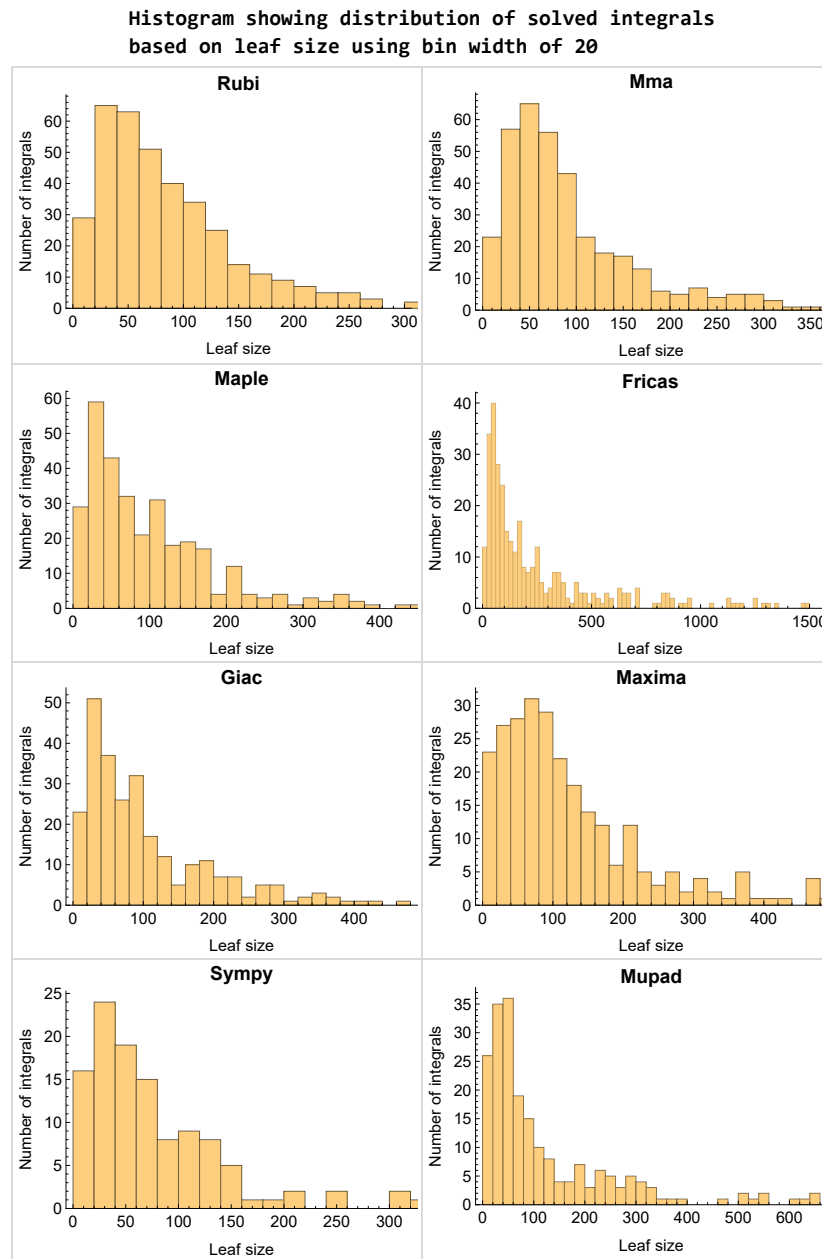 Histogram showing distribution of solved integrals
based on leaf size using bin width of 20
Rubi
Number of integrals
60
50
40
30
20
10
0
0 50 100 150 200 250 300
Leaf size
Mma
Number of integrals
60
50
40
30
20
10
0
0 50 100 150 200 250 300 350
Leaf size
Maple
Number of integrals
60
50
40
30
20
10
0
0 100 200 300 400
Leaf size
Fricas
Number of integrals
40
30
20
10
0
0 500 1000 1500
Leaf size
Giac
Number of integrals
50
40
30
20
10
0
0 100 200 300 400
Leaf size
Maxima
Number of integrals
30
25
20
15
10
5
0
0 100 200 300 400
Leaf size
Sympy
Number of integrals
25
20
15
10
5
0
0 50 100 150 200 250 300
Leaf size
Mupad
Number of integrals
35
30
25
20
15
10
5
0
0 100 200 300 400 500 600
Leaf size